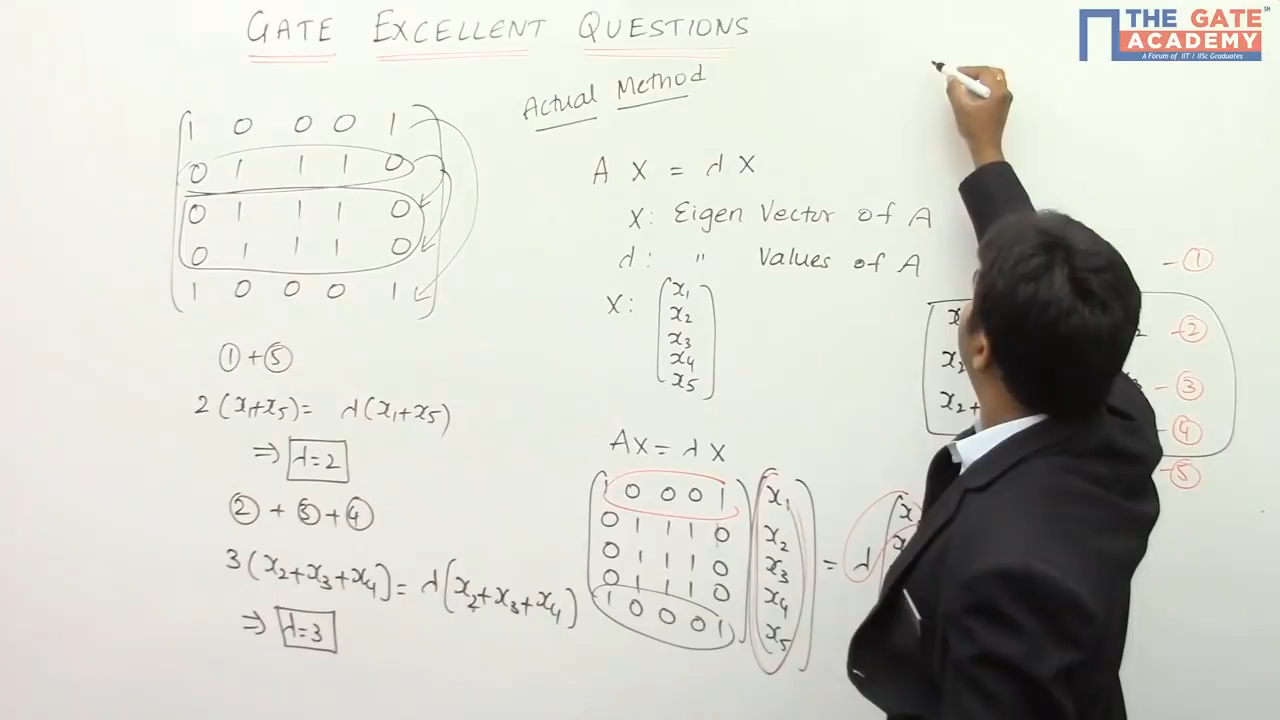 GATE EXCELLENT QUESTIONS
THE GATE
ACADEMY
A Forum of IIT / IISc Graduates
SM
1 0 0 0 1
0 1 1 1 0
0 1 1 1 0
0 1 1 1 0
1 0 0 0 1
① + ⑤
2 (x₁+x₅) = λ(x₁+x₅)
⇒ λ=2
② + ③ + ④
3(x₂+x₃+x₄) = λ(x₂+x₃+x₄)
⇒ λ=3
Actual Method
A X = λ X
X: Eigen Vector of A
λ: " Values of A
X: x₁
x₂
x₃
x₄
x₅
AX = λ X
1 0 0 0 1 x₁
0 1 1 1 0 x₂
0 1 1 1 0 x₃ = λ
0 1 1 1 0 x₄
1 0 0 0 1 x₅
- ①
- ②
- ③
- ④
- ⑤